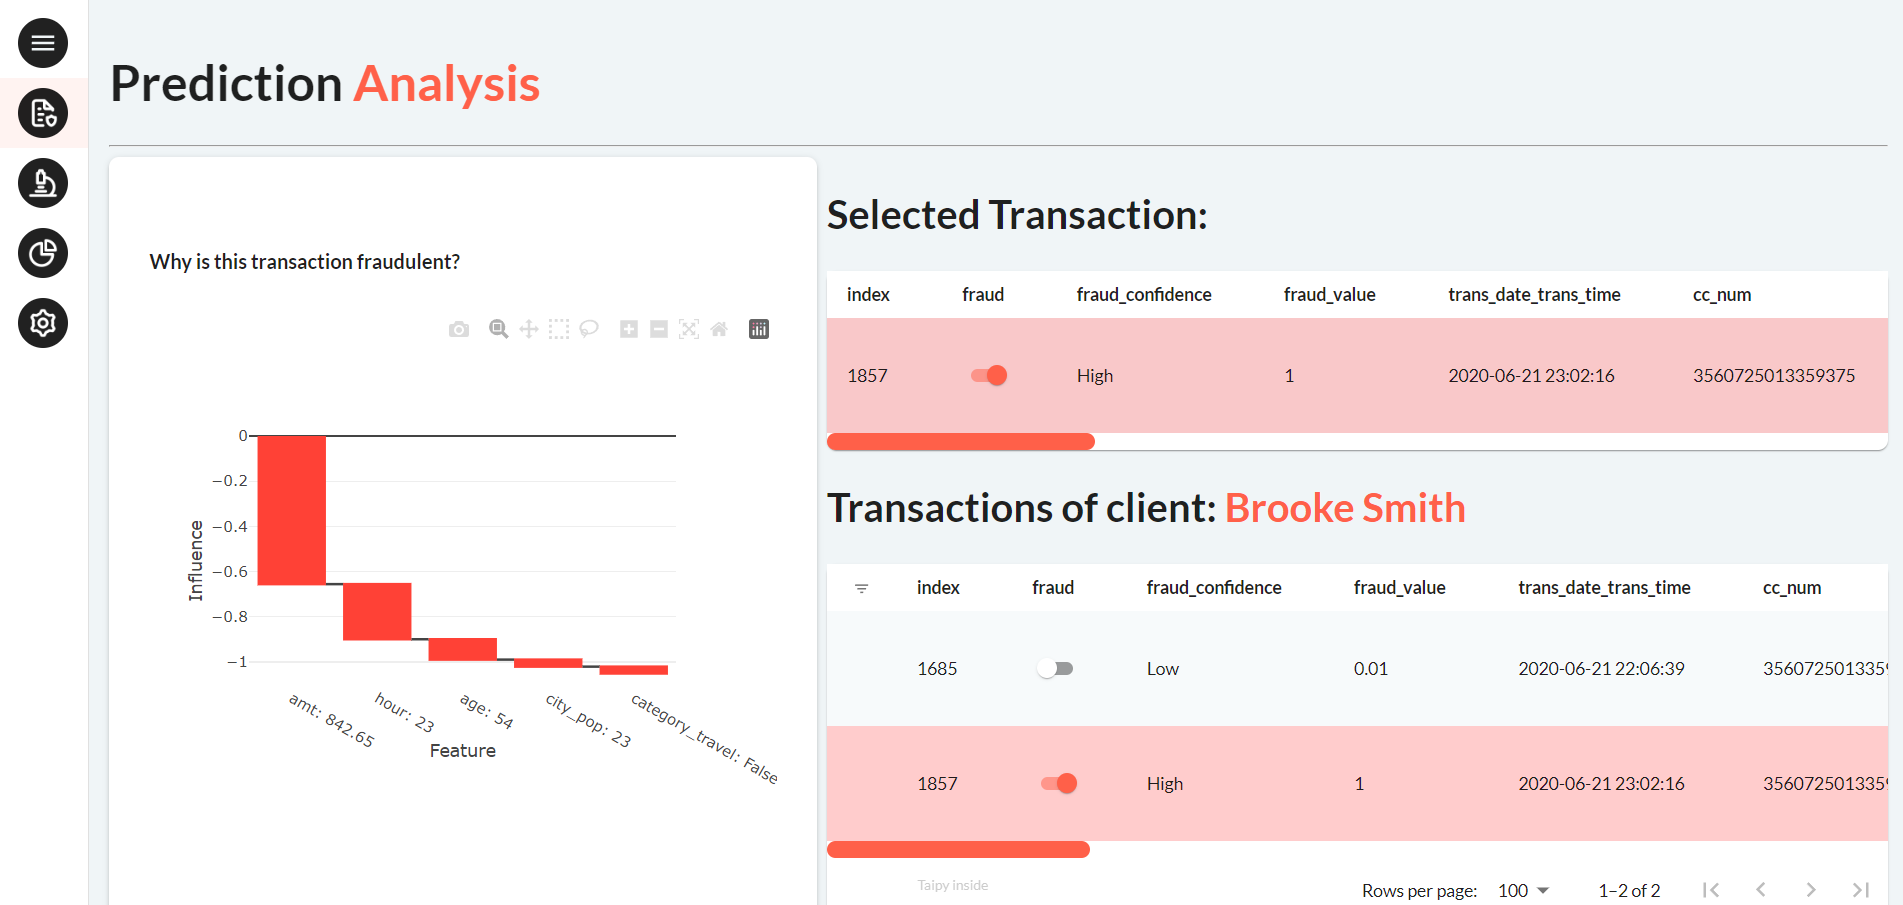 Prediction Analysis
Why is this transaction fraudulent?
0
−0.2
−0.4
−0.6
−0.8
−1
Influence
amt: 842.65
hour: 23
age: 54
city_pop: 23
category_travel: False
Feature
Selected Transaction:
index fraud fraud_confidence fraud_value trans_date_trans_time cc_num
1857 High 1 2020-06-21 23:02:16 3560725013359375
Transactions of client: Brooke Smith
index fraud fraud_confidence fraud_value trans_date_trans_time cc_num
1685 Low 0.01 2020-06-21 22:06:39 3560725013359
1857 High 1 2020-06-21 23:02:16 3560725013359
Taipy inside
Rows per page: 100 1–2 of 2